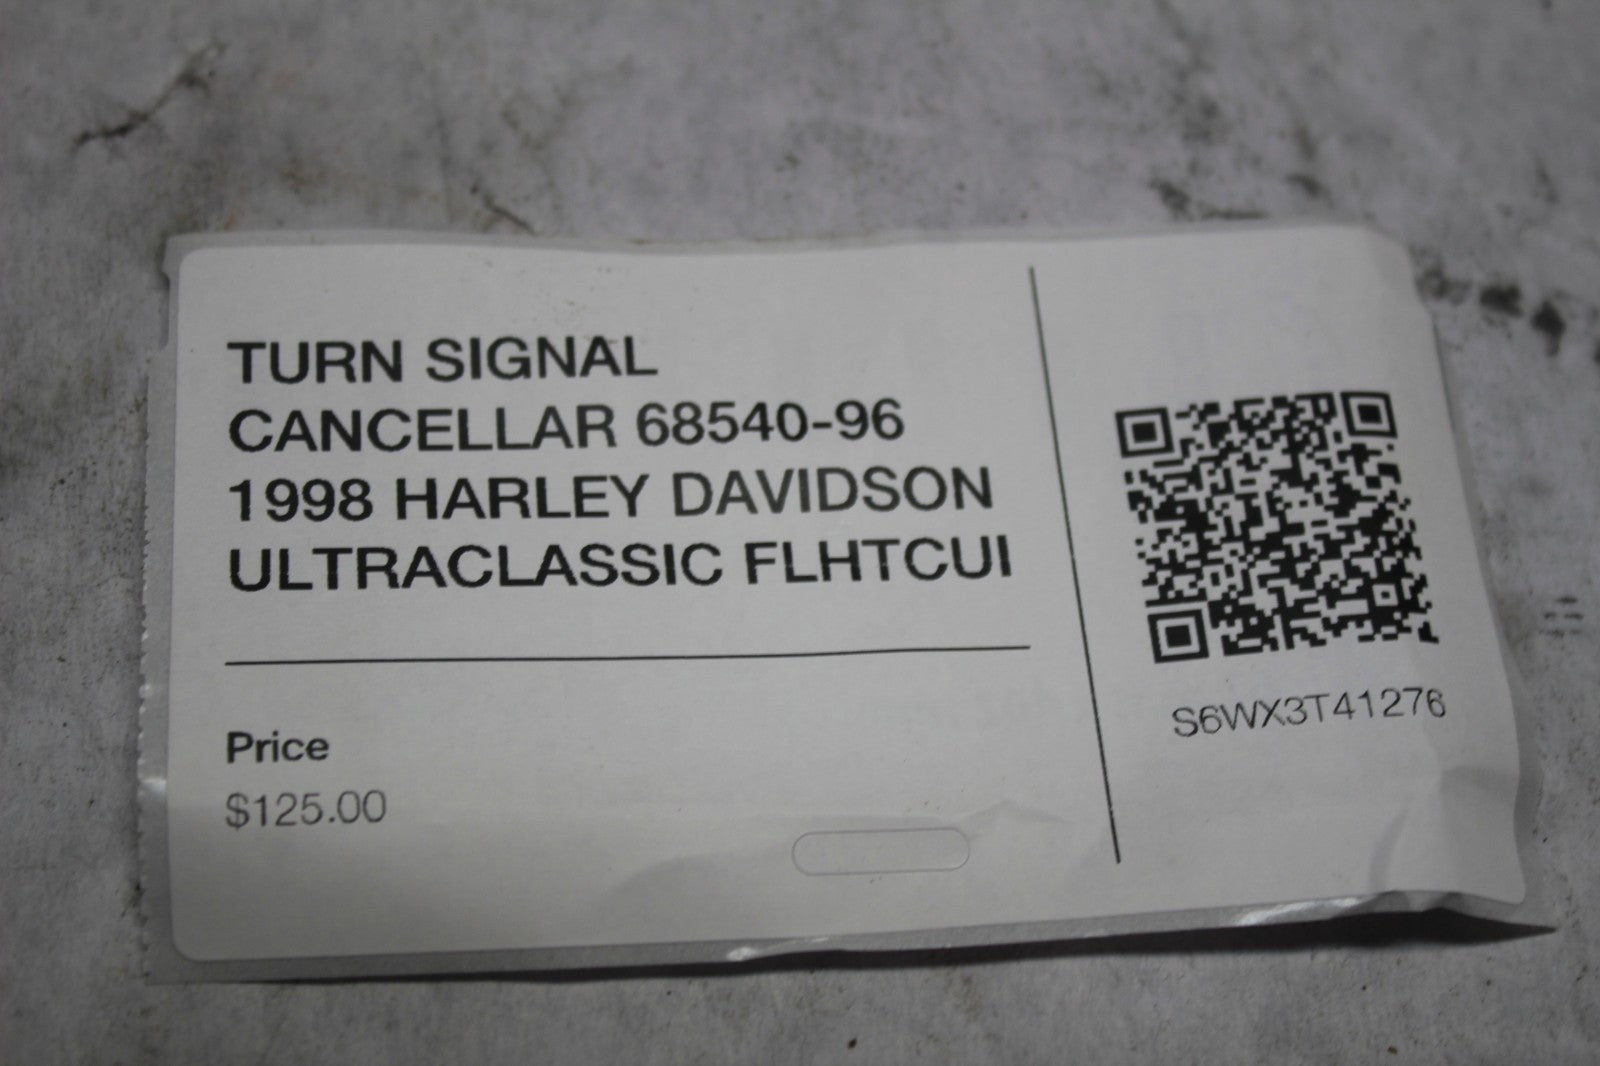 TURN SIGNAL
CANCELLAR 68540-96
1998 HARLEY DAVIDSON
ULTRACLASSIC FLHTCUI
Price
$125.00
S6WX3T41276